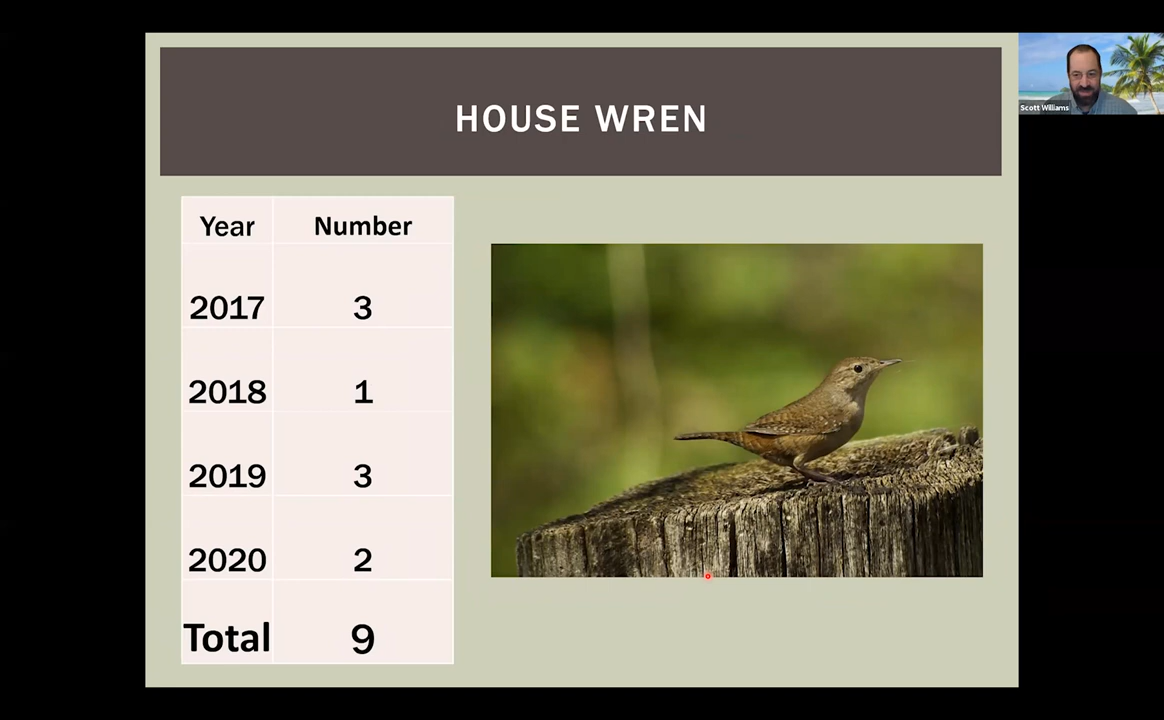 HOUSE WREN
Scott Williams
Year Number
2017 3
2018 1
2019 3
2020 2
Total 9